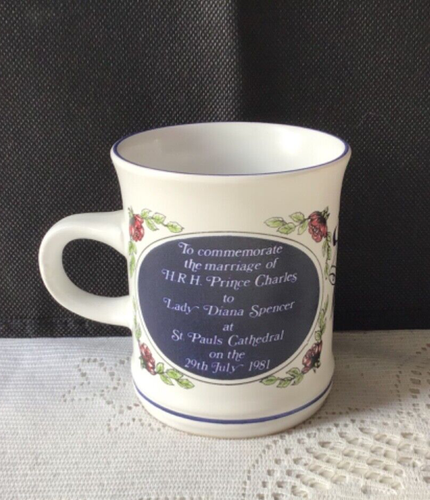 To commemorate
the marriage of
H.R.H. Prince Charles
to
Lady Diana Spencer
at
St. Pauls Cathedral
on the
29th July 1981